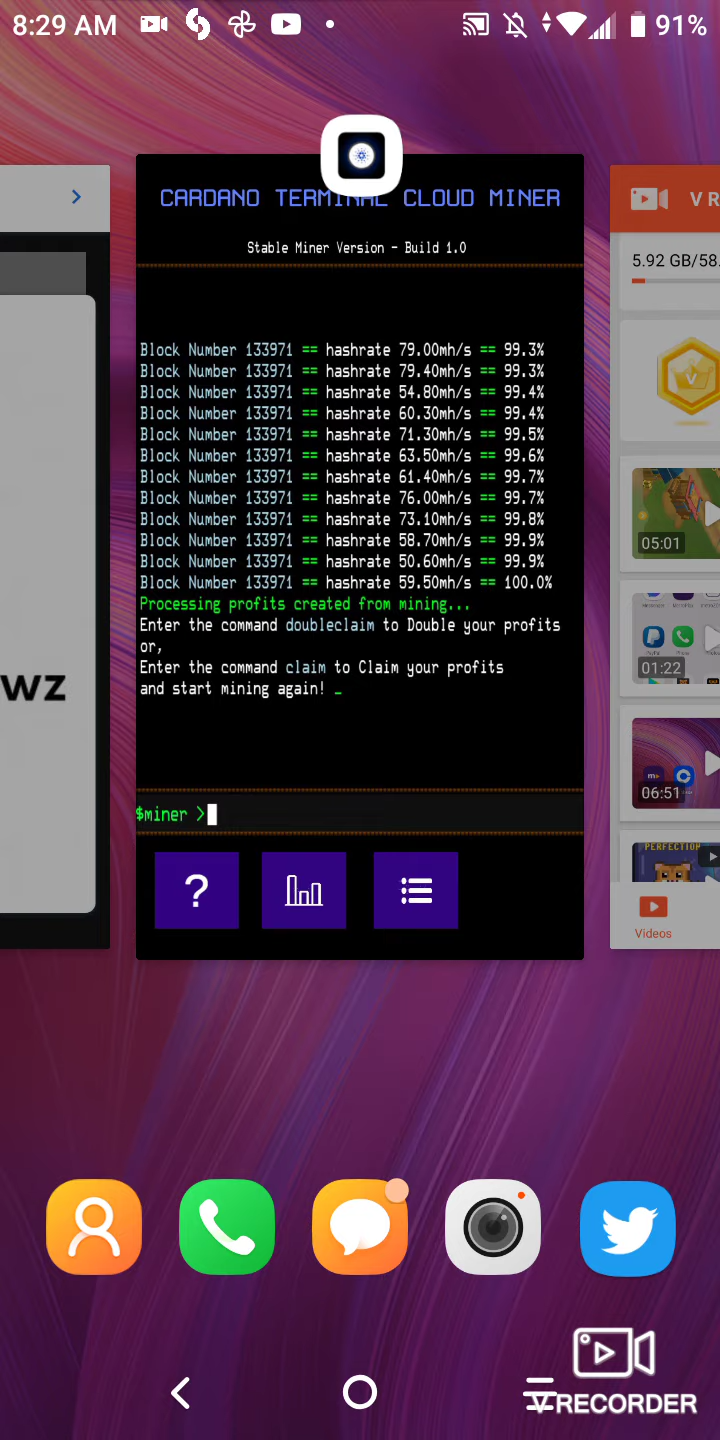 8:29 AM
91%
CARDANO TERMINAL CLOUD MINER
Stable Miner Version - Build 1.0
Block Number 133971 == hashrate 79.00mh/s == 99.3%
Block Number 133971 == hashrate 79.40mh/s == 99.3%
Block Number 133971 == hashrate 54.80mh/s == 99.4%
Block Number 133971 == hashrate 60.30mh/s == 99.4%
Block Number 133971 == hashrate 71.30mh/s == 99.5%
Block Number 133971 == hashrate 63.50mh/s == 99.6%
Block Number 133971 == hashrate 61.40mh/s == 99.7%
Block Number 133971 == hashrate 76.00mh/s == 99.7%
Block Number 133971 == hashrate 73.10mh/s == 99.8%
Block Number 133971 == hashrate 58.70mh/s == 99.9%
Block Number 133971 == hashrate 50.60mh/s == 99.9%
Block Number 133971 == hashrate 59.50mh/s == 100.0%
Processing profits created from mining...
Enter the command doubleclaim to Double your profits
or,
Enter the command claim to Claim your profits
and start mining again! _
$miner >
?
wz
V R
5.92 GB/58.
V
05:01
PayPal
01:22
m
06:51
PERFECTION
Videos
VRECORDER